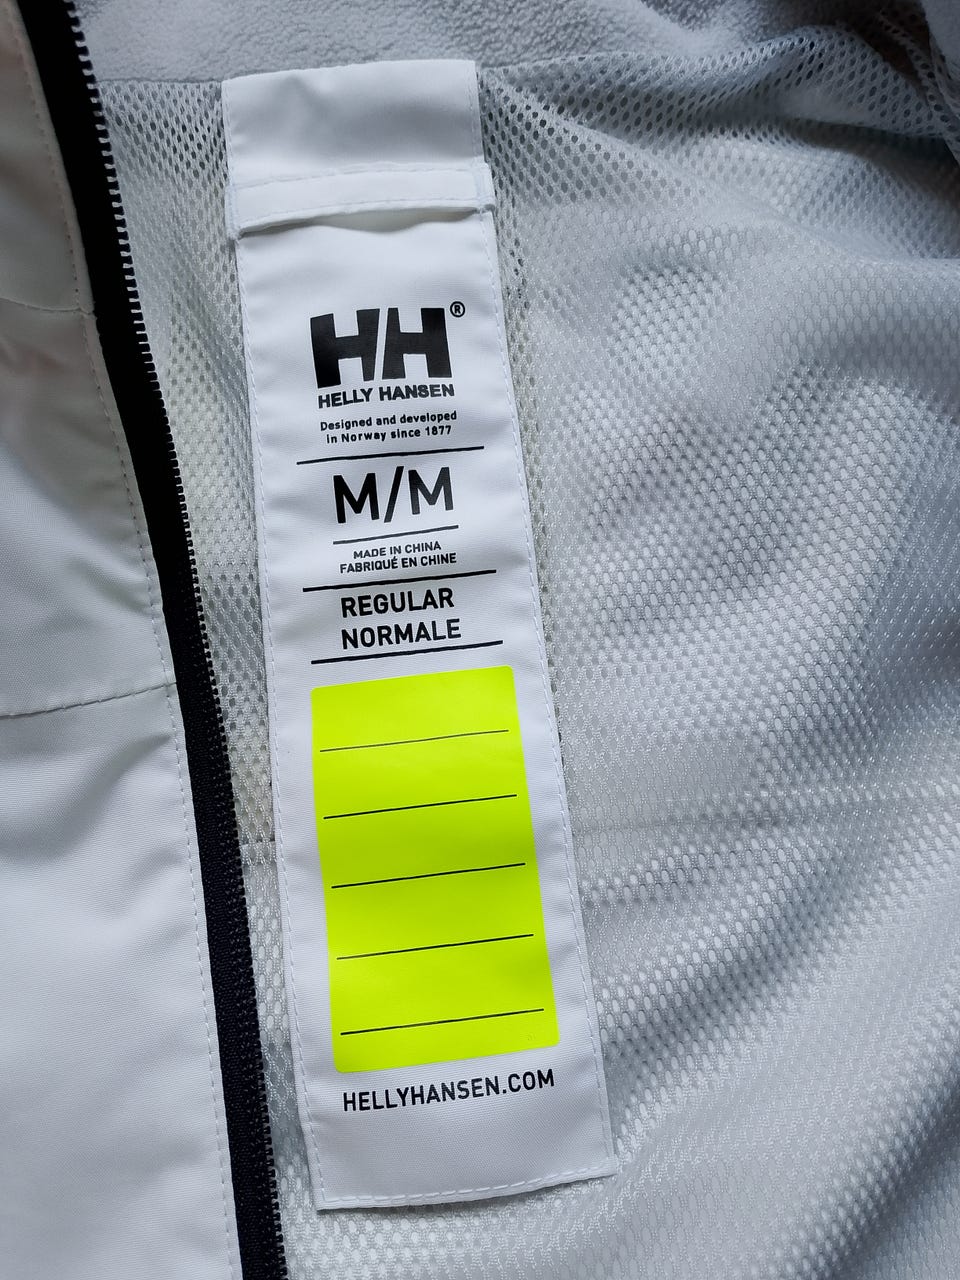 HH®
HELLY HANSEN
Designed and developed
in Norway since 1877
M/M
MADE IN CHINA
FABRIQUÉ EN CHINE
REGULAR
NORMALE
HELLYHANSEN.COM